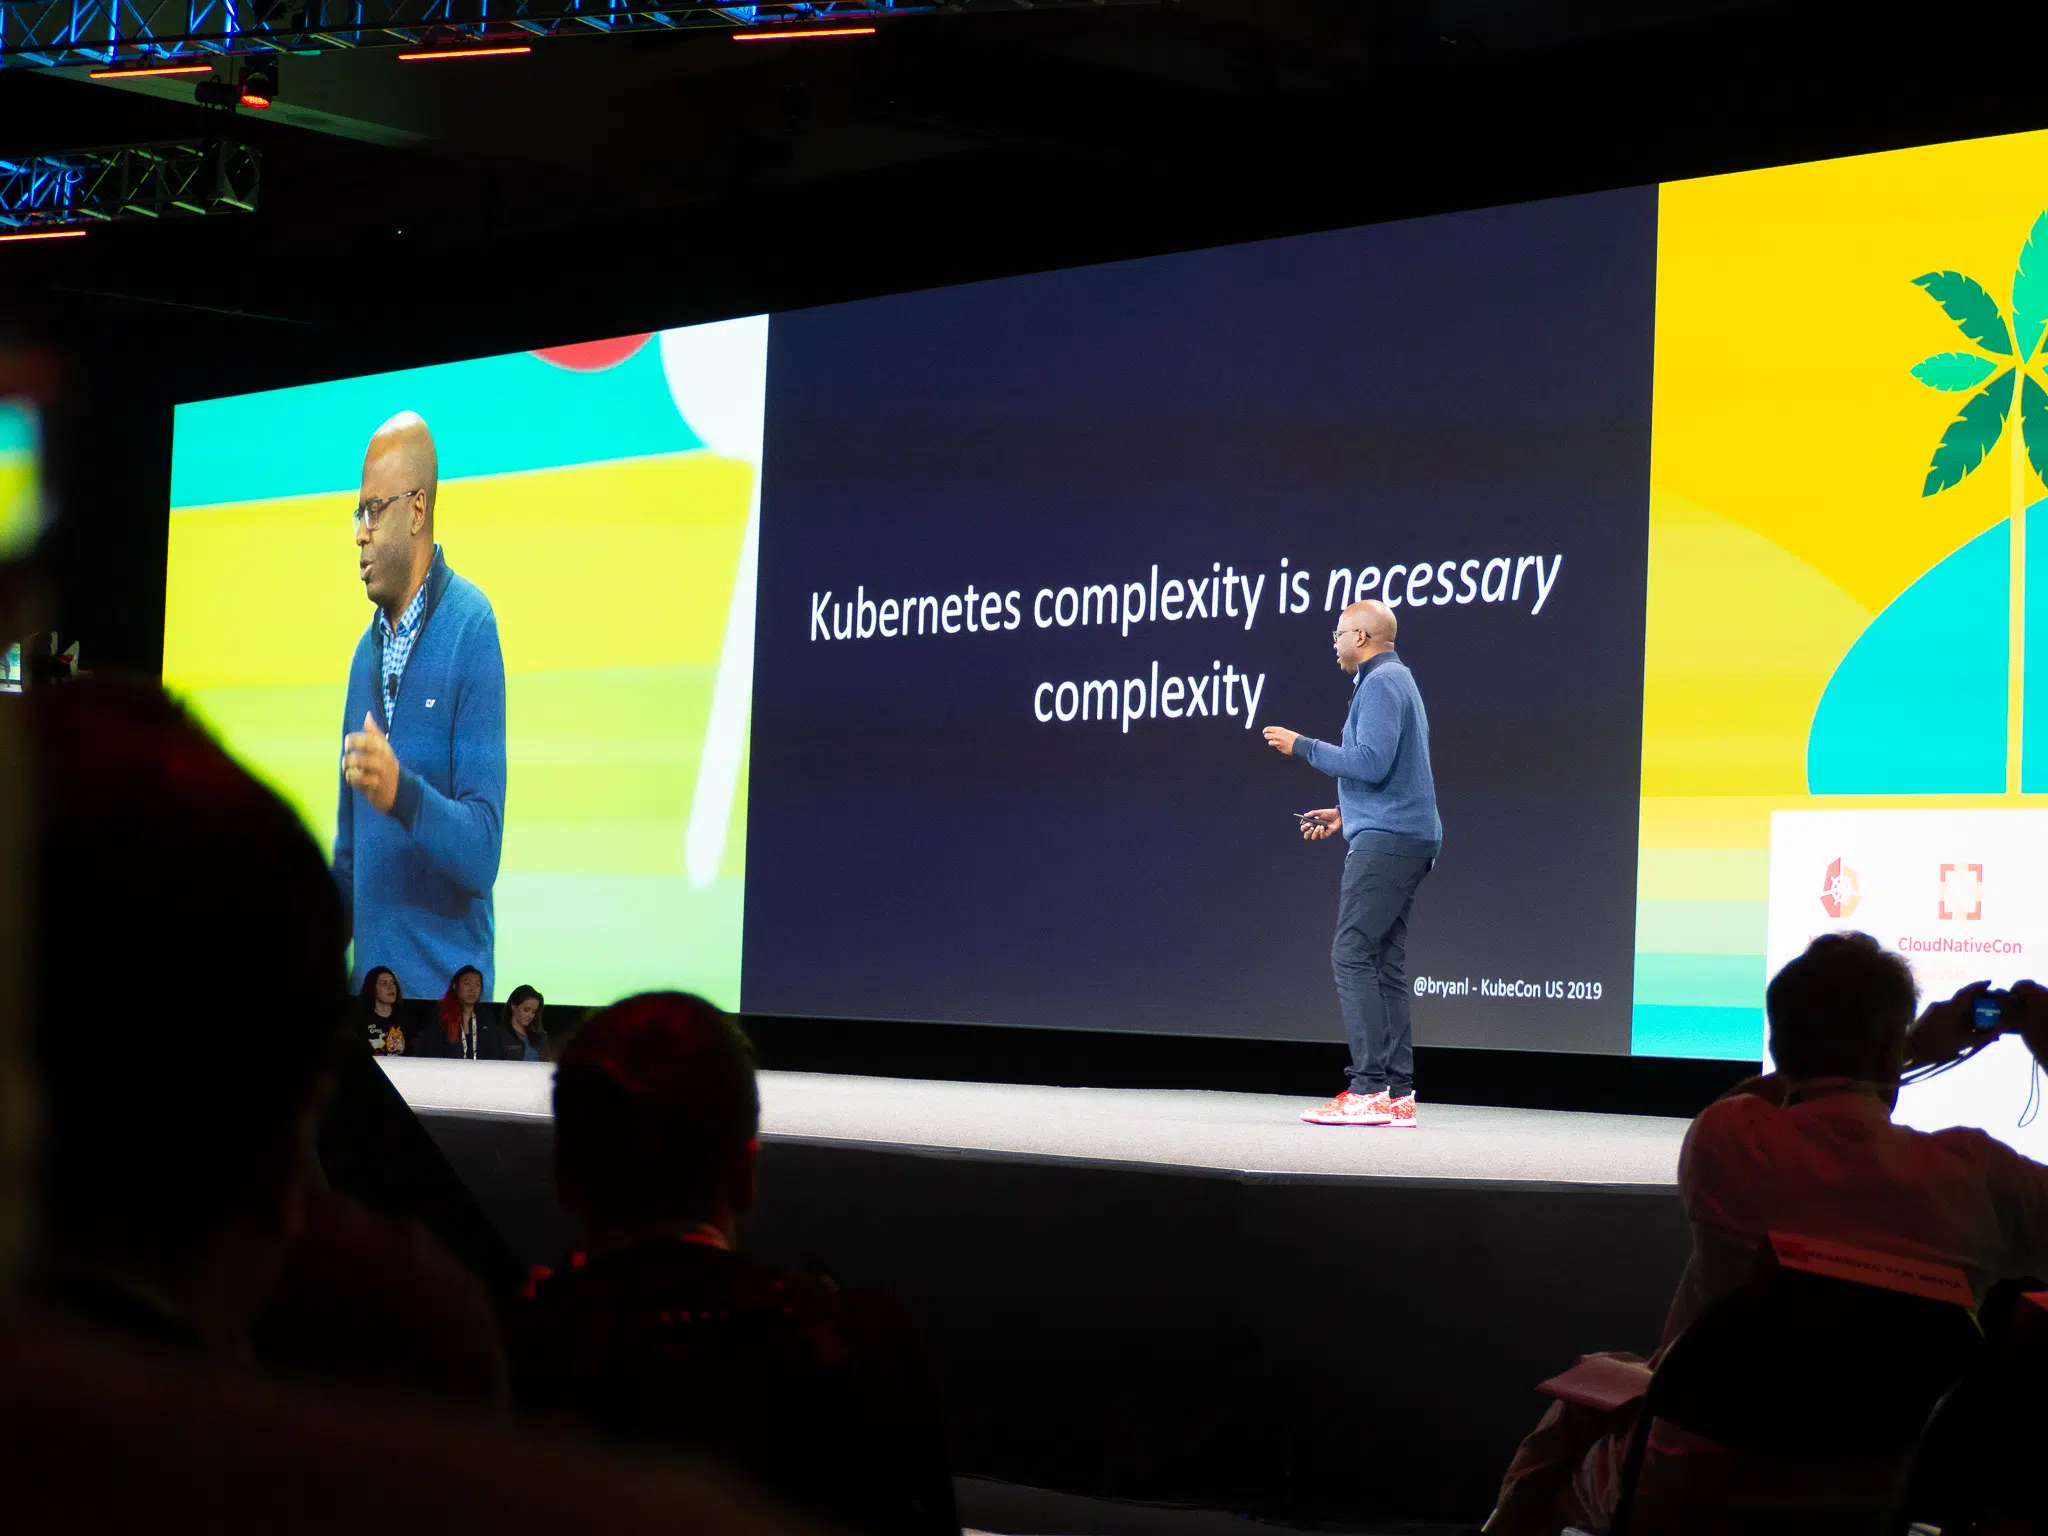 Kubernetes complexity is necessary
complexity
@bryanl - KubeCon US 2019
CloudNativeCon